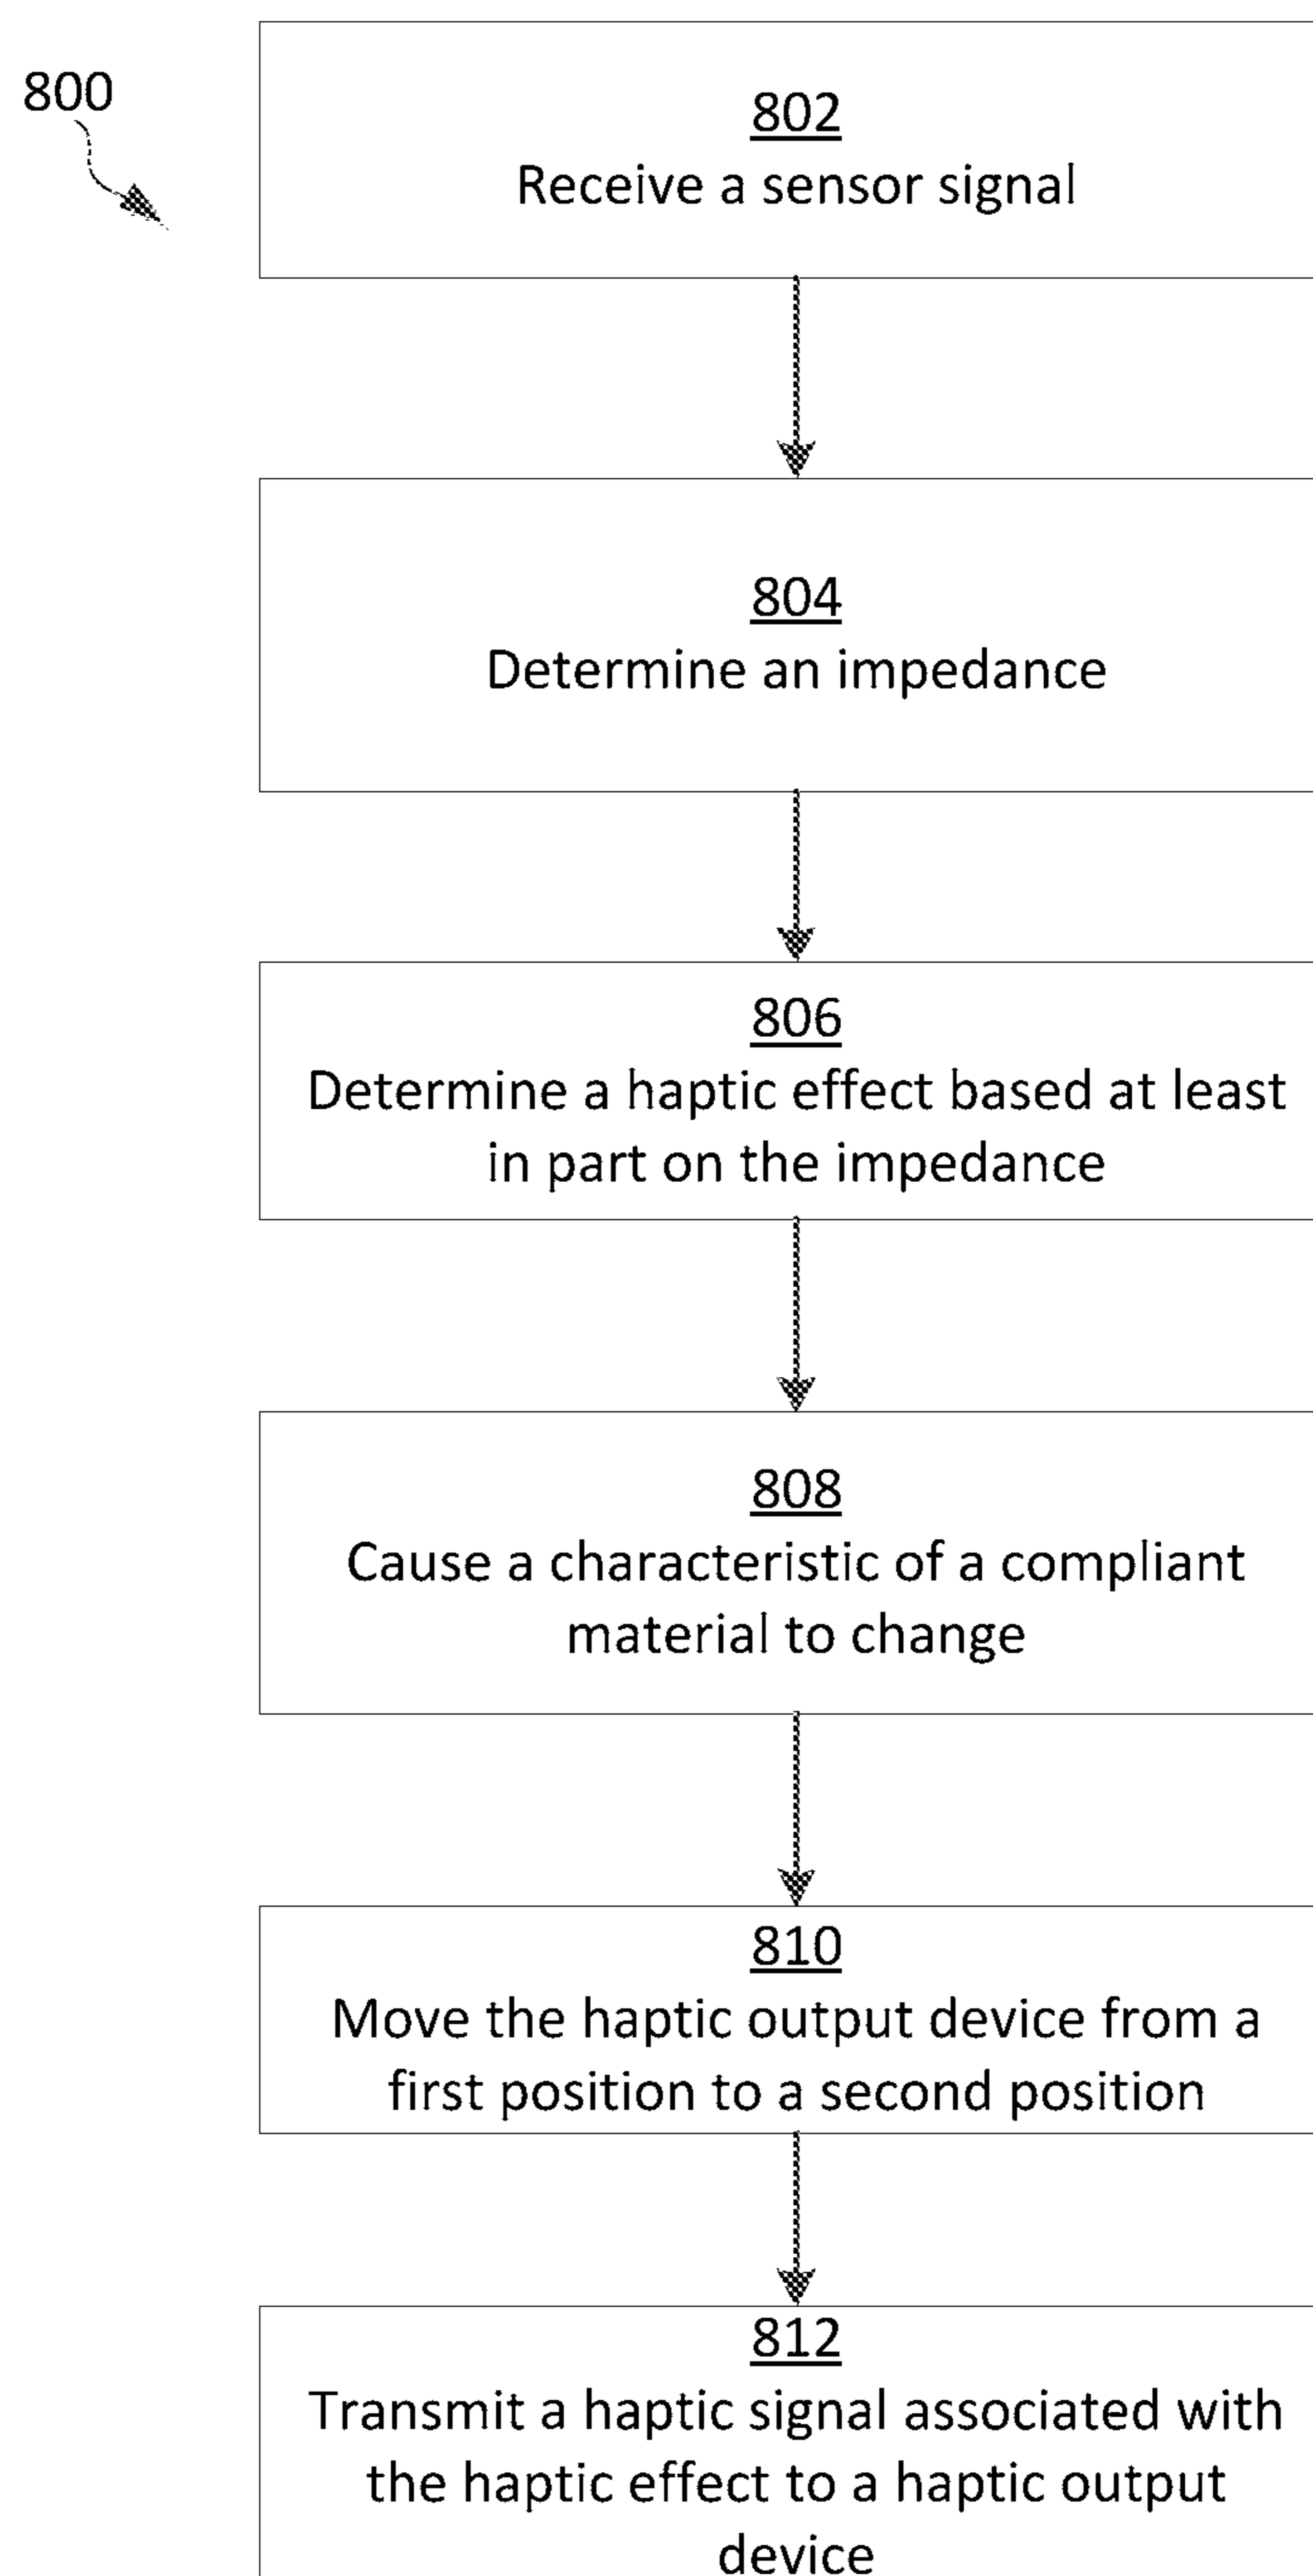 800
802
Receive a sensor signal
804
Determine an impedance
806
Determine a haptic effect based at least
in part on the impedance
808
Cause a characteristic of a compliant
material to change
810
Move the haptic output device from a
first position to a second position
812
Transmit a haptic signal associated with
the haptic effect to a haptic output
device